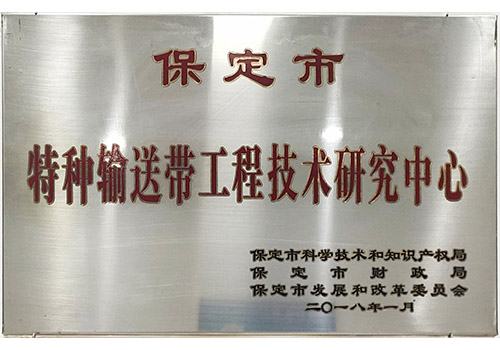 保定市
特种输送带工程技术研究中心
保定市科学技术和知识产权局
保定市财政局
保定市发展和改革委员会
二〇一八年一月